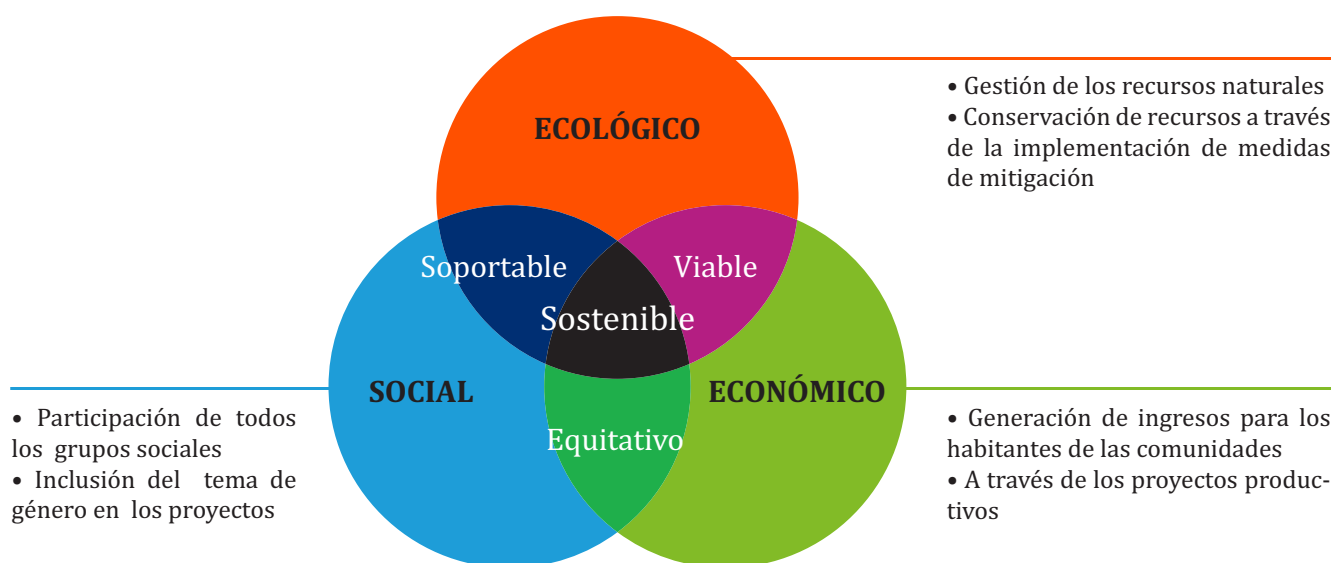 ECOLÓGICO
• Gestión de los recursos naturales
• Conservación de recursos a través
de la implementación de medidas
de mitigación
Soportable
Viable
Sostenible
SOCIAL
ECONÓMICO
Equitativo
• Participación de todos
los grupos sociales
• Inclusión del tema de
género en los proyectos
• Generación de ingresos para los
habitantes de las comunidades
• A través de los proyectos produc-
tivos